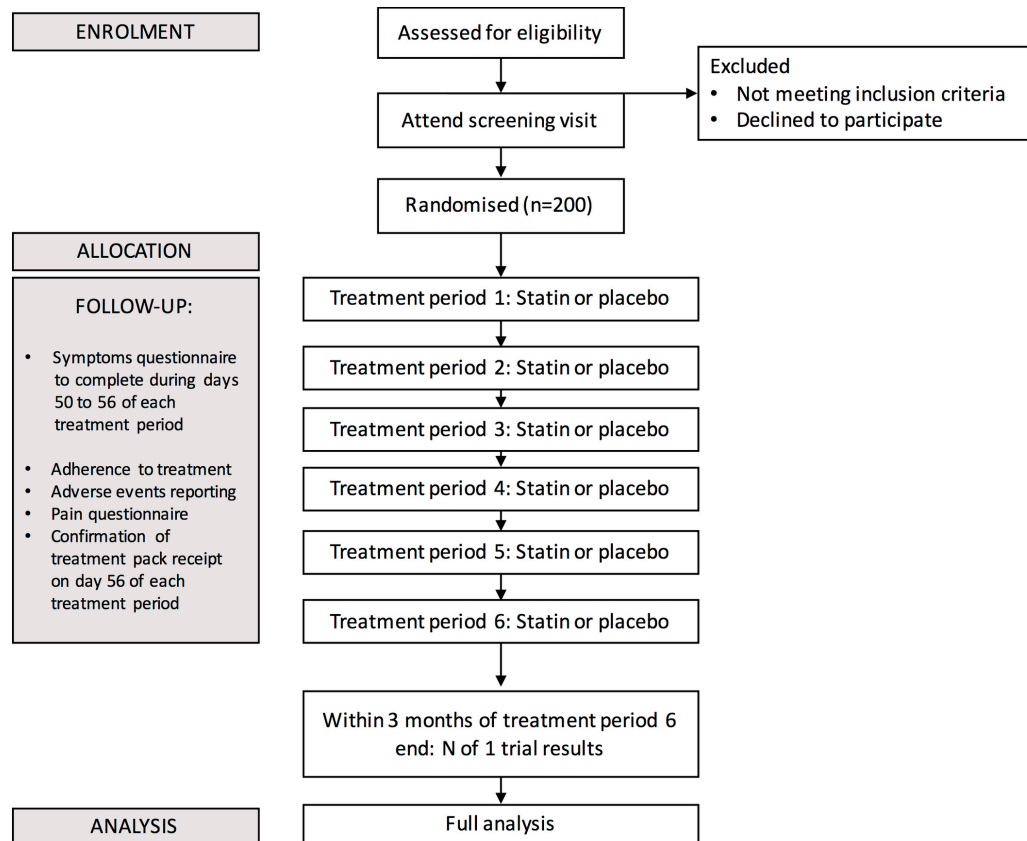 ENROLMENT
Assessed for eligibility
Excluded
• Not meeting inclusion criteria
• Declined to participate
Attend screening visit
Randomised (n=200)
ALLOCATION
FOLLOW-UP:
• Symptoms questionnaire
to complete during days
50 to 56 of each
treatment period
• Adherence to treatment
• Adverse events reporting
• Pain questionnaire
• Confirmation of
treatment pack receipt
on day 56 of each
treatment period
Treatment period 1: Statin or placebo
Treatment period 2: Statin or placebo
Treatment period 3: Statin or placebo
Treatment period 4: Statin or placebo
Treatment period 5: Statin or placebo
Treatment period 6: Statin or placebo
Within 3 months of treatment period 6
end: N of 1 trial results
ANALYSIS
Full analysis